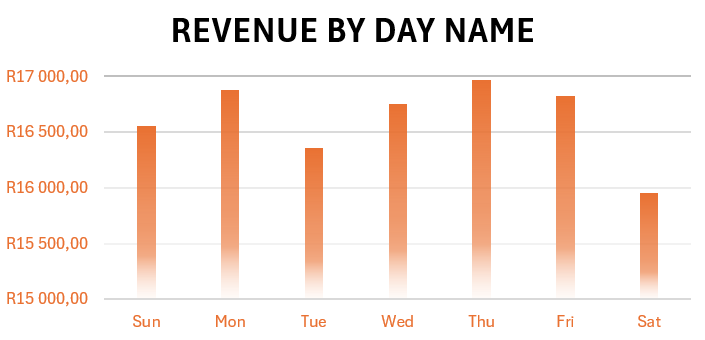 REVENUE BY DAY NAME
R17 000,00
R16 500,00
R16 000,00
R15 500,00
R15 000,00
Sun Mon Tue Wed Thu Fri Sat